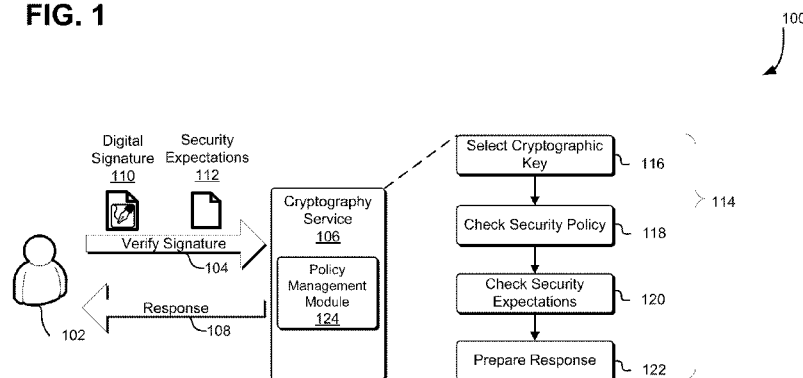 FIG. 1
100
Digital
Signature
110
Security
Expectations
112
Verify Signature
104
Response
108
102
Cryptography
Service
106
Policy
Management
Module
124
Select Cryptographic
Key
116
Check Security Policy
118
Check Security
Expectations
120
Prepare Response
122
114